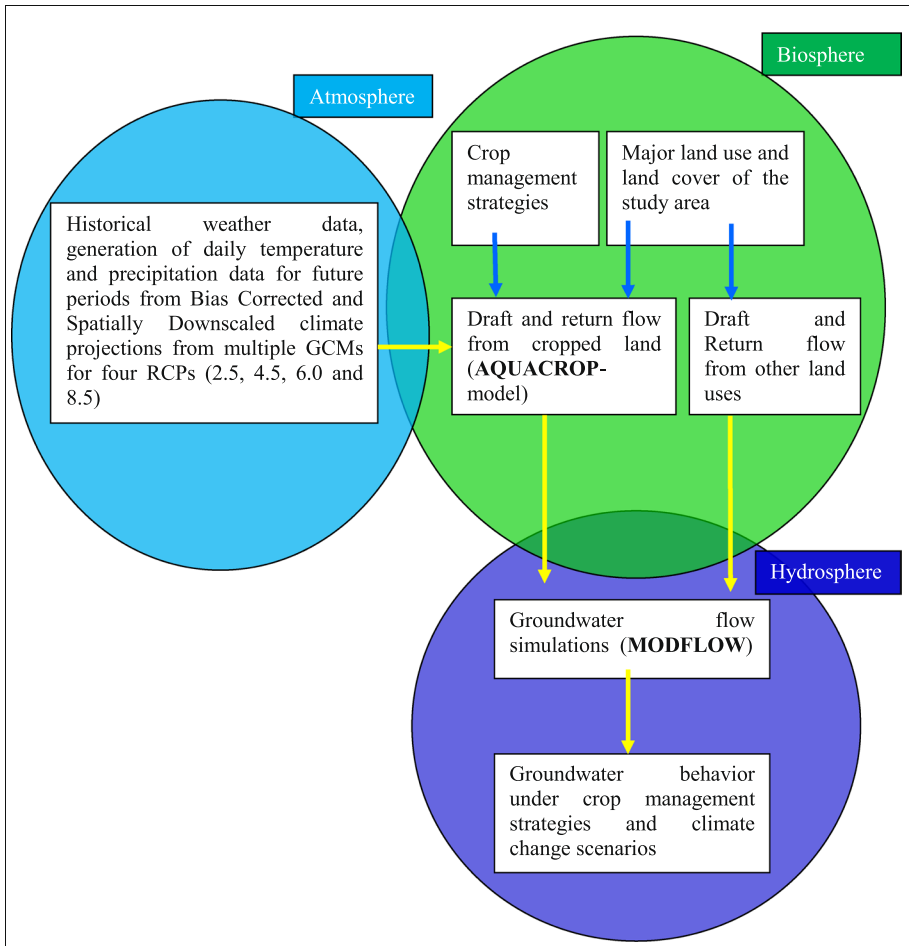 Biosphere
Atmosphere
Crop
management
strategies
Major land use and
land cover of the
study area
Historical weather data,
generation of daily temperature
and precipitation data for future
periods from Bias Corrected and
Spatially Downscaled climate
projections from multiple GCMs
for four RCPs (2.5, 4.5, 6.0 and
8.5)
Draft and return flow
from cropped land
(AQUACROP-
model)
Draft and
Return flow
from other land
uses
Hydrosphere
Groundwater flow
simulations (MODFLOW)
Groundwater behavior
under crop management
strategies and climate
change scenarios